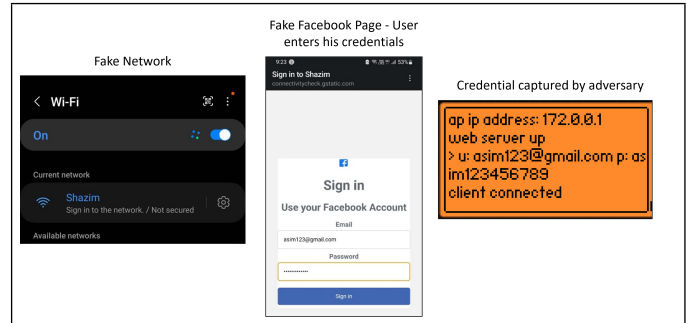 Fake Network
Wi-Fi
On
Current network
Shazim
Sign in to the network. / Not secured
Available networks
Fake Facebook Page - User
enters his credentials
9:23
53%
Sign in to Shazim
connectivitycheck.gstatic.com
Sign in
Use your Facebook Account
Email
asim123@gmail.com
Password
••••••••••••
Sign in
Credential captured by adversary
ap ip address: 172.0.0.1
web server up
> u: asim123@gmail.com p: as
im123456789
client connected